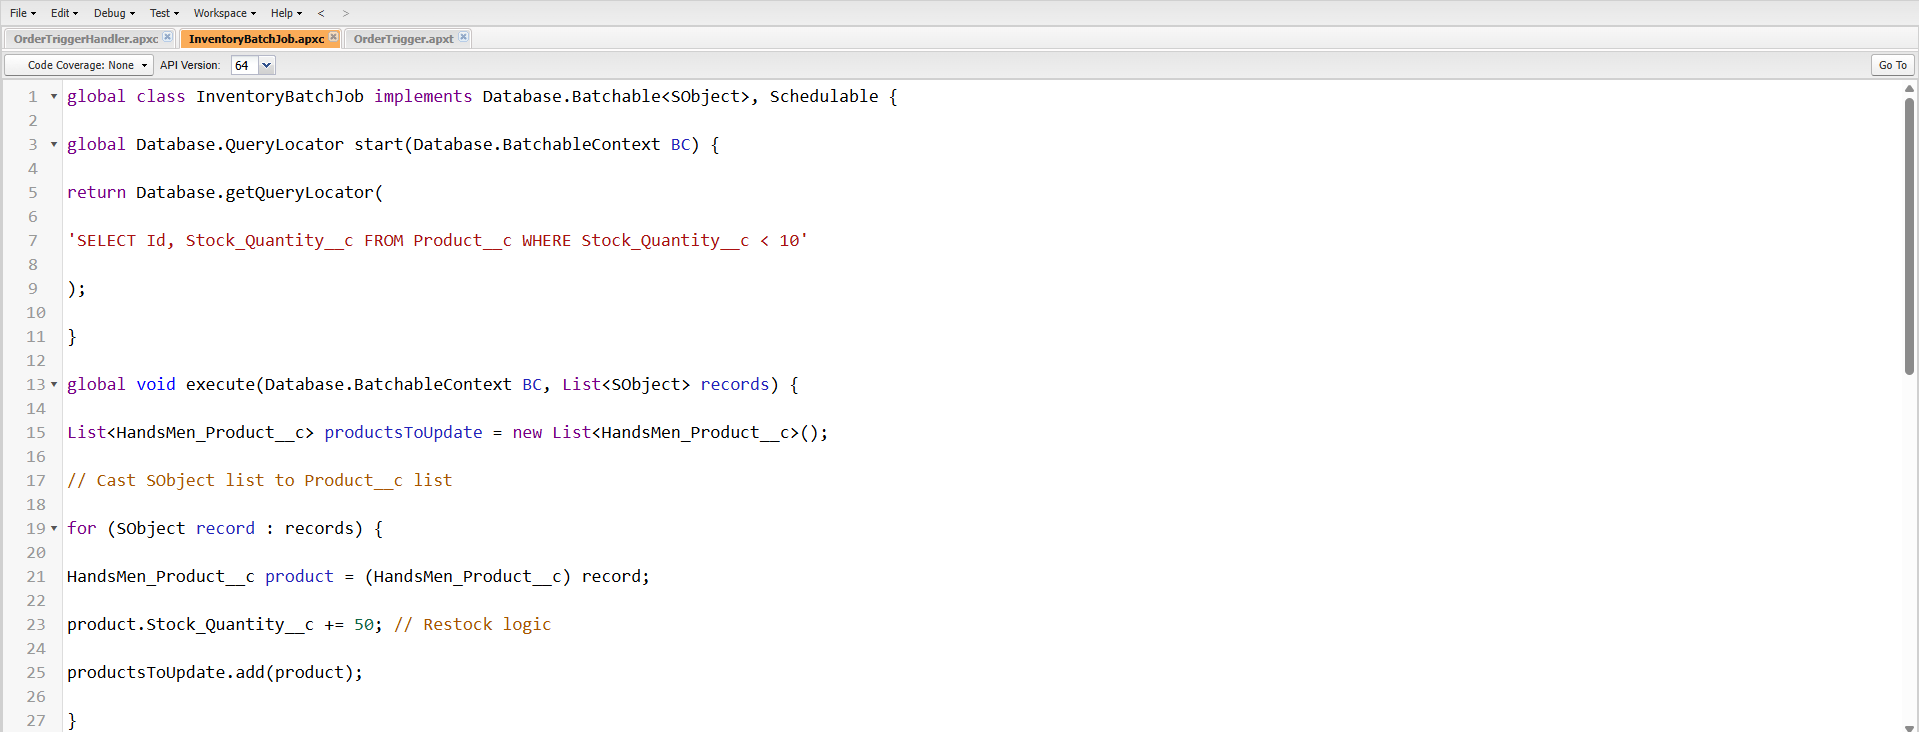 File Edit Debug Test Workspace Help < >
OrderTriggerHandler.apxc InventoryBatchJob.apxc OrderTrigger.apxt
Code Coverage: None API Version: 64 Go To
1 global class InventoryBatchJob implements Database.Batchable<SObject>, Schedulable {
2
3 global Database.QueryLocator start(Database.BatchableContext BC) {
4
5 return Database.getQueryLocator(
6
7 'SELECT Id, Stock_Quantity__c FROM Product__c WHERE Stock_Quantity__c < 10'
8
9 );
10
11 }
12
13 global void execute(Database.BatchableContext BC, List<SObject> records) {
14
15 List<HandsMen_Product__c> productsToUpdate = new List<HandsMen_Product__c>();
16
17 // Cast SObject list to Product__c list
18
19 for (SObject record : records) {
20
21 HandsMen_Product__c product = (HandsMen_Product__c) record;
22
23 product.Stock_Quantity__c += 50; // Restock logic
24
25 productsToUpdate.add(product);
26
27 }